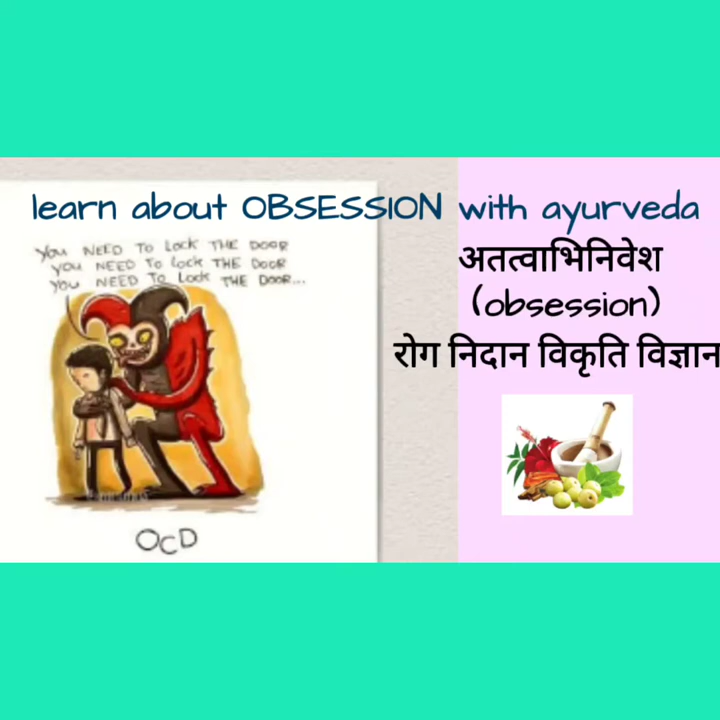 learn about OBSESSION with ayurveda
You NEED To Lock THE DOOR
you NEED To lock THE DooR
You NEED To Lock THE DooR...
OCD
अतत्वाभिनिवेश
(obsession)
रोग निदान विकृति विज्ञान